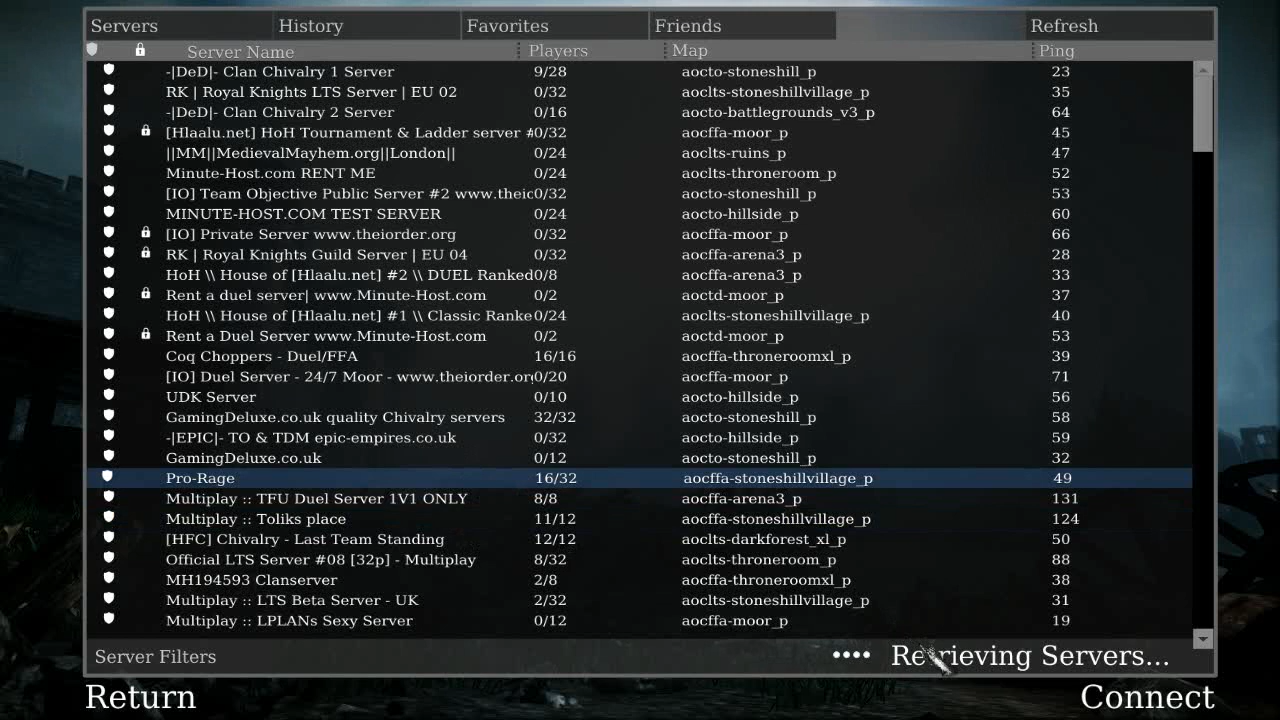 Servers History Favorites Friends Refresh
Server Name Players Map Ping
-|DeD|- Clan Chivalry 1 Server 9/28 aocto-stoneshill_p 23
RK | Royal Knights LTS Server | EU 02 0/32 aoclts-stoneshillvillage_p 35
-|DeD|- Clan Chivalry 2 Server 0/16 aocto-battlegrounds_v3_p 64
[Hlaalu.net] HoH Tournament & Ladder server #0/32 aocffa-moor_p 45
||MM||MedievalMayhem.org||London|| 0/24 aoclts-ruins_p 47
Minute-Host.com RENT ME 0/24 aoclts-throneroom_p 52
[IO] Team Objective Public Server #2 www.theic0/32 aocto-stoneshill_p 53
MINUTE-HOST.COM TEST SERVER 0/24 aocto-hillside_p 60
[IO] Private Server www.theiorder.org 0/32 aocffa-moor_p 66
RK | Royal Knights Guild Server | EU 04 0/32 aocffa-arena3_p 28
HoH \\ House of [Hlaalu.net] #2 \\ DUEL Ranked0/8 aocffa-arena3_p 33
Rent a duel server| www.Minute-Host.com 0/2 aoctd-moor_p 37
HoH \\ House of [Hlaalu.net] #1 \\ Classic Ranke0/24 aoclts-stoneshillvillage_p 40
Rent a Duel Server www.Minute-Host.com 0/2 aoctd-moor_p 53
Coq Choppers - Duel/FFA 16/16 aocffa-throneroomxl_p 39
[IO] Duel Server - 24/7 Moor - www.theiorder.or0/20 aocffa-moor_p 71
UDK Server 0/10 aocto-hillside_p 56
GamingDeluxe.co.uk quality Chivalry servers 32/32 aocto-stoneshill_p 58
-|EPIC|- TO & TDM epic-empires.co.uk 0/32 aocto-hillside_p 59
GamingDeluxe.co.uk 0/12 aocto-stoneshill_p 32
Pro-Rage 16/32 aocffa-stoneshillvillage_p 49
Multiplay :: TFU Duel Server 1V1 ONLY 8/8 aocffa-arena3_p 131
Multiplay :: Toliks place 11/12 aocffa-stoneshillvillage_p 124
[HFC] Chivalry - Last Team Standing 12/12 aoclts-darkforest_xl_p 50
Official LTS Server #08 [32p] - Multiplay 8/32 aoclts-throneroom_p 88
MH194593 Clanserver 2/8 aocffa-throneroomxl_p 38
Multiplay :: LTS Beta Server - UK 2/32 aoclts-stoneshillvillage_p 31
Multiplay :: LPLANs Sexy Server 0/12 aocffa-moor_p 19
Server Filters •••• Retrieving Servers...
Return Connect